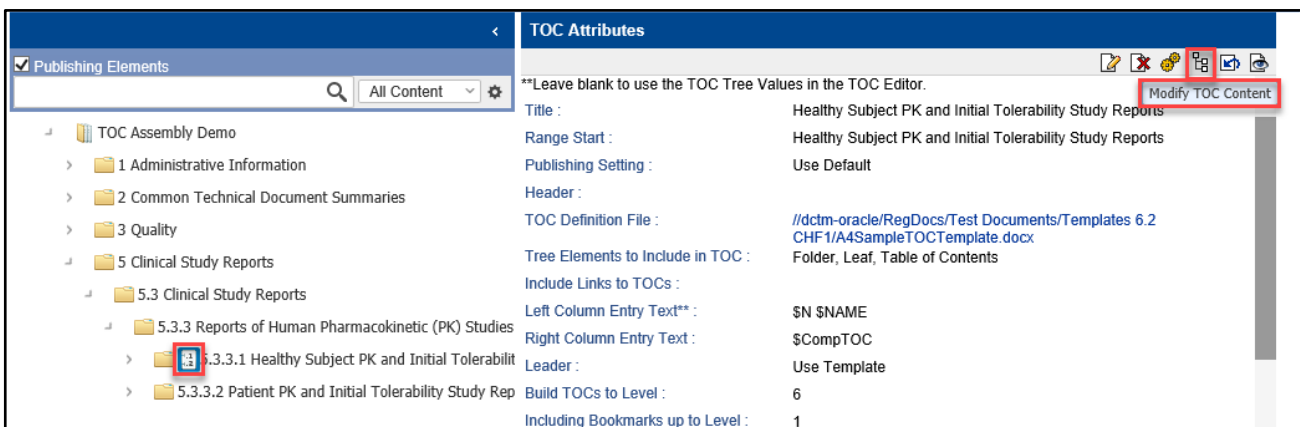 TOC Attributes
Publishing Elements
All Content
**Leave blank to use the TOC Tree Values in the TOC Editor.
Modify TOC Content
TOC Assembly Demo
1 Administrative Information
2 Common Technical Document Summaries
3 Quality
5 Clinical Study Reports
5.3 Clinical Study Reports
5.3.3 Reports of Human Pharmacokinetic (PK) Studies
5.3.3.1 Healthy Subject PK and Initial Tolerabilit
5.3.3.2 Patient PK and Initial Tolerability Study Rep
Title : Healthy Subject PK and Initial Tolerability Study Reports
Range Start : Healthy Subject PK and Initial Tolerability Study Reports
Publishing Setting : Use Default
Header :
TOC Definition File : //dctm-oracle/RegDocs/Test Documents/Templates 6.2
CHF1/A4SampleTOCTemplate.docx
Tree Elements to Include in TOC : Folder, Leaf, Table of Contents
Include Links to TOCs :
Left Column Entry Text** : $N $NAME
Right Column Entry Text : $CompTOC
Leader : Use Template
Build TOCs to Level : 6
Including Bookmarks up to Level : 1